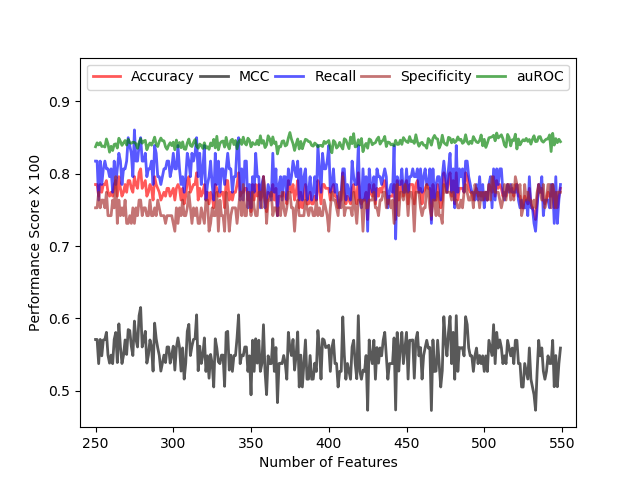 Accuracy MCC Recall Specificity auROC
0.9
0.8
0.7
0.6
0.5
Performance Score X 100
250 300 350 400 450 500 550
Number of Features